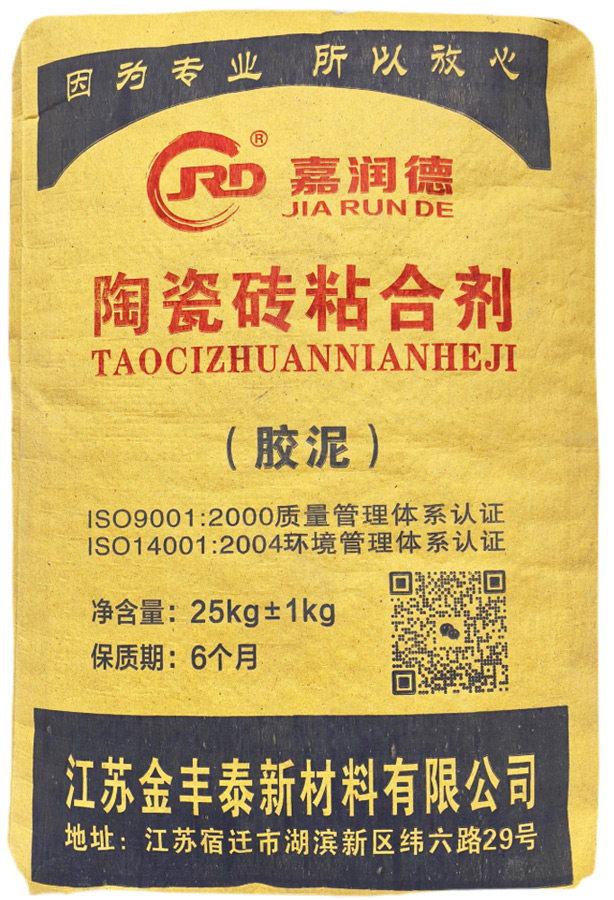 因为专业 所以放心
JRD® 嘉润德
JIA RUN DE
陶瓷砖粘合剂
TAOCIZHUANNIANHEJI
（胶泥）
ISO9001:2000质量管理体系认证
ISO14001:2004环境管理体系认证
净含量：25kg±1kg
保质期：6个月
江苏金丰泰新材料有限公司
地址：江苏宿迁市湖滨新区纬六路29号